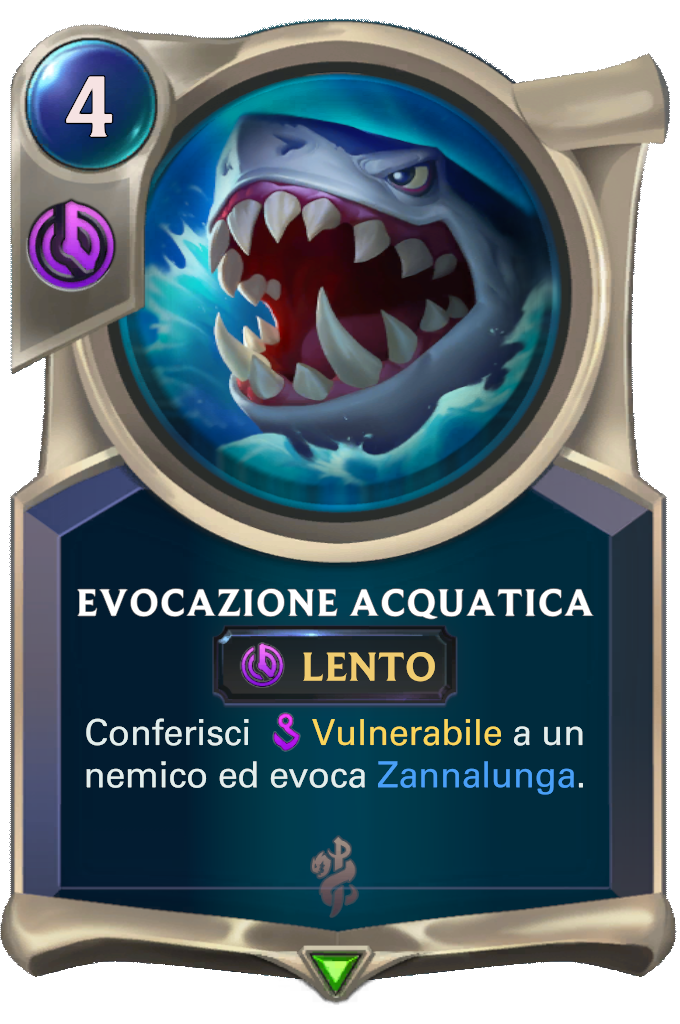 4
EVOCAZIONE ACQUATICA
LENTO
Conferisci Vulnerabile a un
nemico ed evoca Zannalunga.